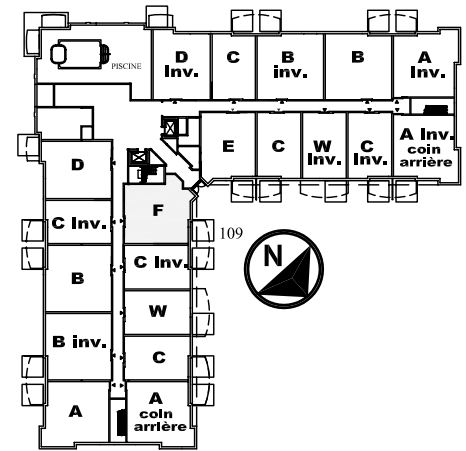 D
Inv.
C
B
inv.
B
A
Inv.
PISCINE
E
C
W
Inv.
C
Inv.
A Inv.
coin
arrière
D
F
C Inv.
109
N
C Inv.
B
W
B inv.
C
A
A
coin
arrière